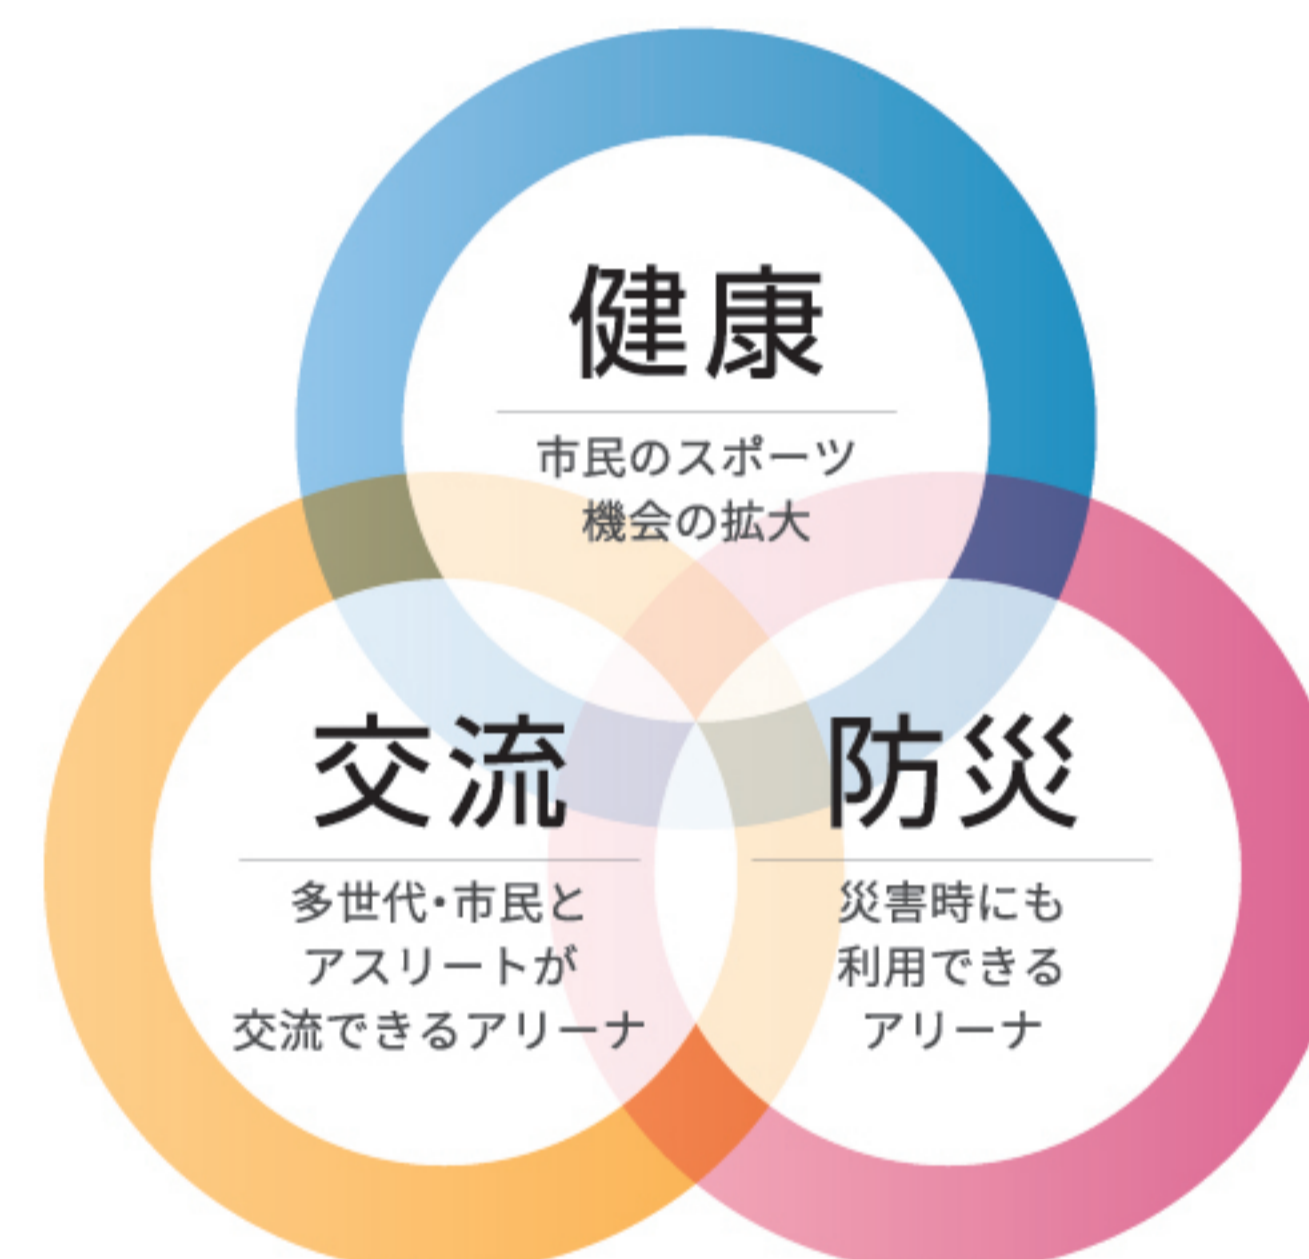 健康
市民のスポーツ
機会の拡大
交流
多世代・市民と
アスリートが
交流できるアリーナ
防災
災害時にも
利用できる
アリーナ